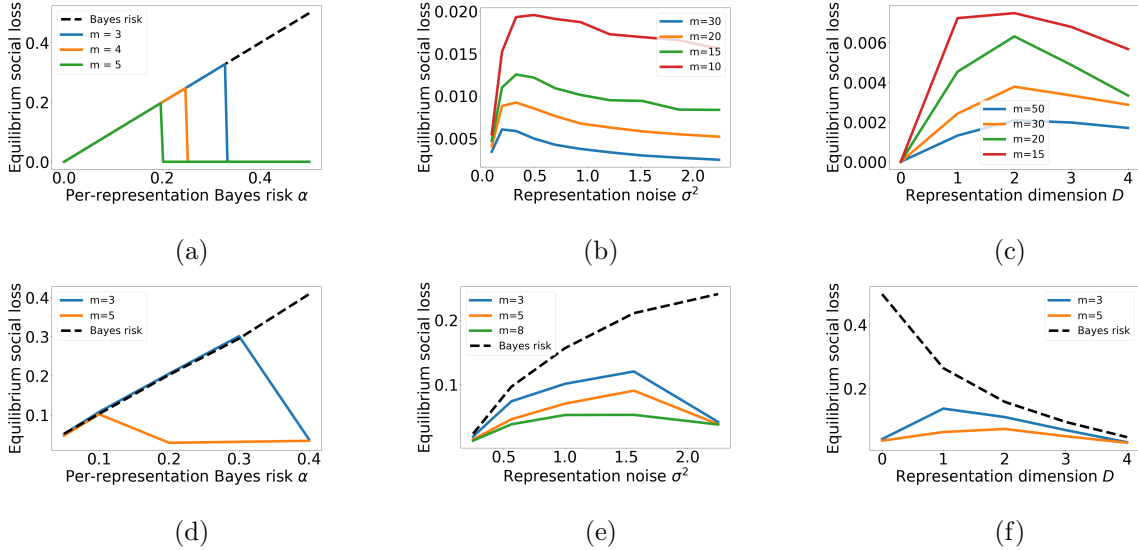 Equilibrium social loss
0.4
0.2
0.0
Bayes risk
m = 3
m = 4
m = 5
0.0 0.2 0.4
Per-representation Bayes risk α
(a)
Equilibrium social loss
0.020
0.015
0.010
0.005
m=30
m=20
m=15
m=10
0.0 0.5 1.0 1.5 2.0
Representation noise σ²
(b)
Equilibrium social loss
0.006
0.004
0.002
0.000
m=50
m=30
m=20
m=15
0 1 2 3 4
Representation dimension D
(c)
Equilibrium social loss
0.4
0.3
0.2
0.1
m=3
m=5
Bayes risk
0.1 0.2 0.3 0.4
Per-representation Bayes risk α
(d)
Equilibrium social loss
0.2
0.1
m=3
m=5
m=8
Bayes risk
0.5 1.0 1.5 2.0
Representation noise σ²
(e)
Equilibrium social loss
0.4
0.2
m=3
m=5
Bayes risk
0 1 2 3 4
Representation dimension D
(f)